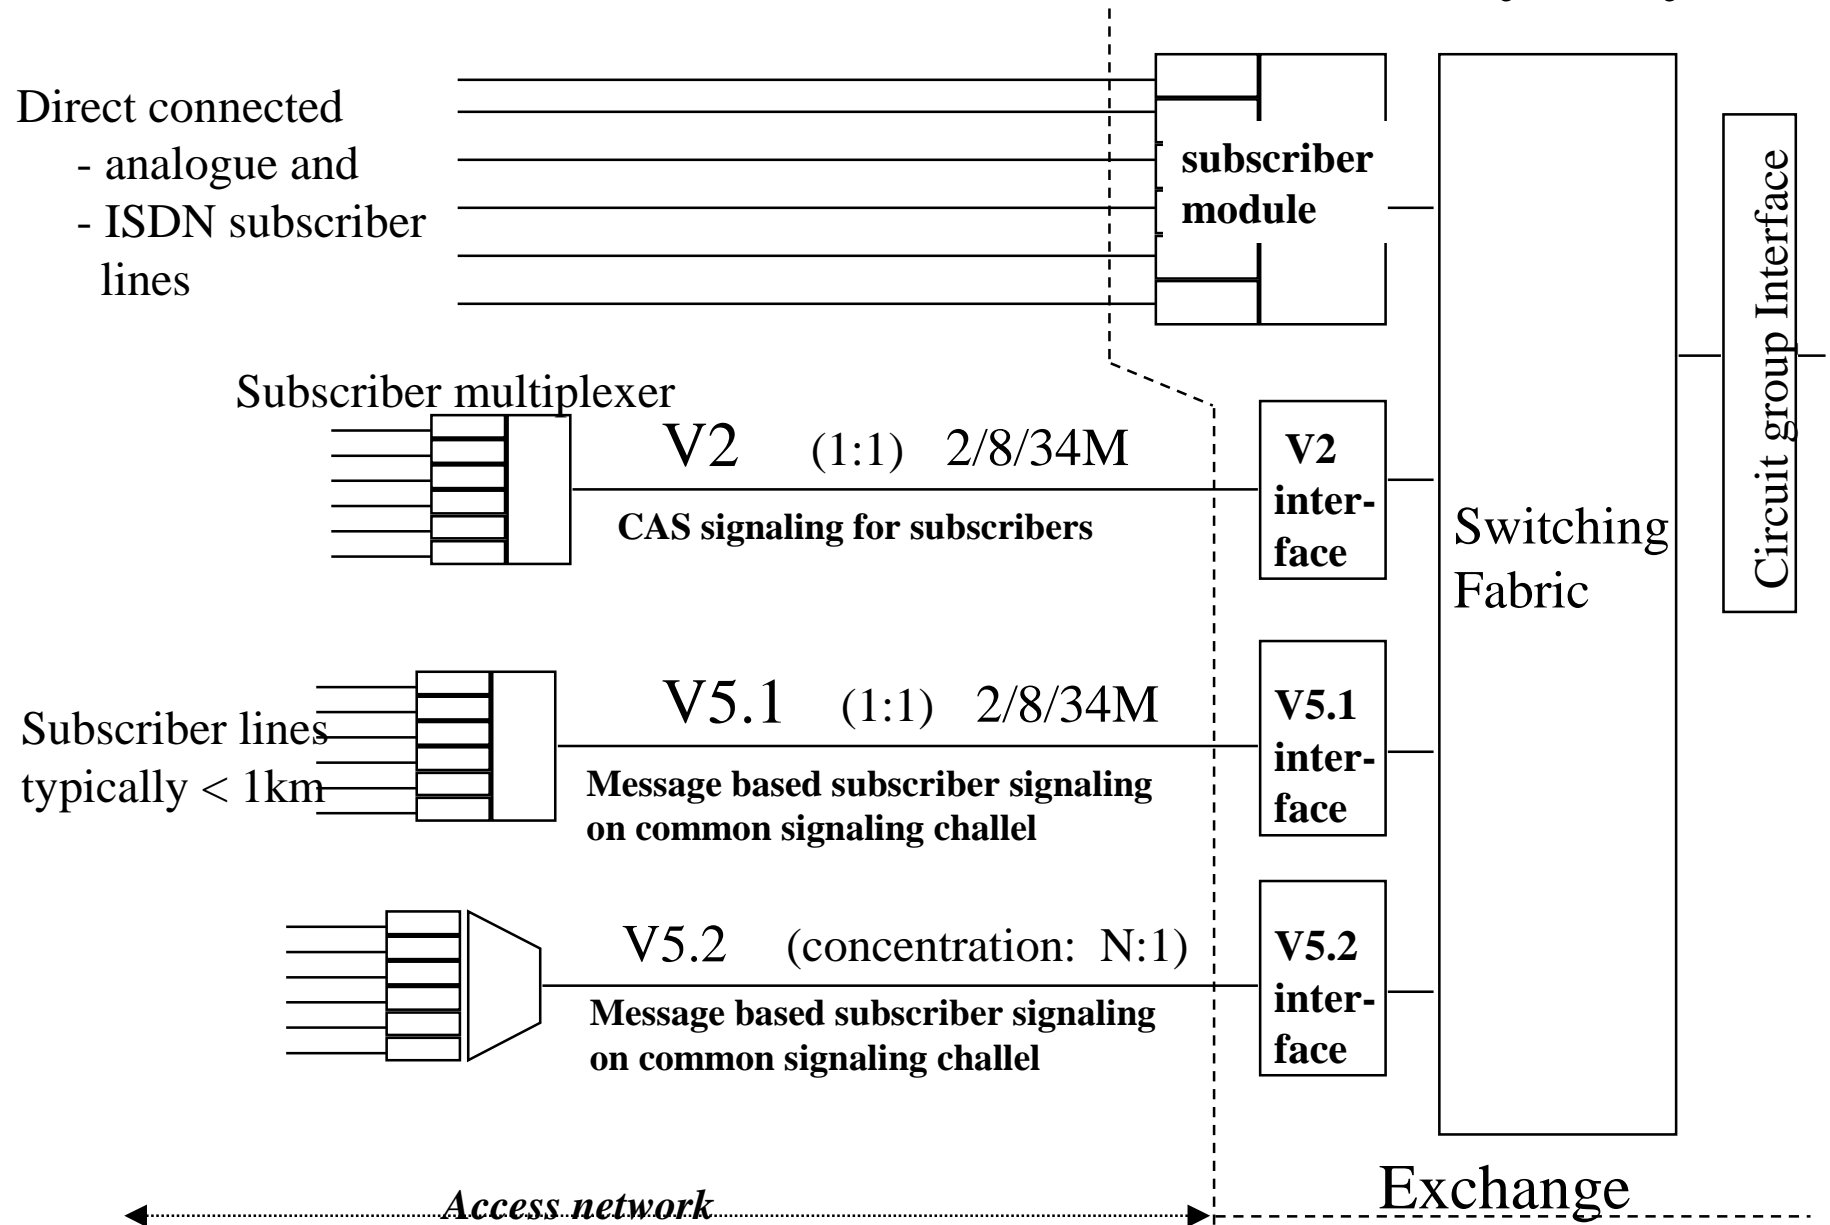 Direct connected
- analogue and
- ISDN subscriber
lines
subscriber
module
Circuit group Interface
Subscriber multiplexer
V2 (1:1) 2/8/34M
CAS signaling for subscribers
V2
inter-
face
Switching
Fabric
Subscriber lines
typically < 1km
V5.1 (1:1) 2/8/34M
Message based subscriber signaling
on common signaling challel
V5.1
inter-
face
V5.2 (concentration: N:1)
Message based subscriber signaling
on common signaling challel
V5.2
inter-
face
Access network
Exchange